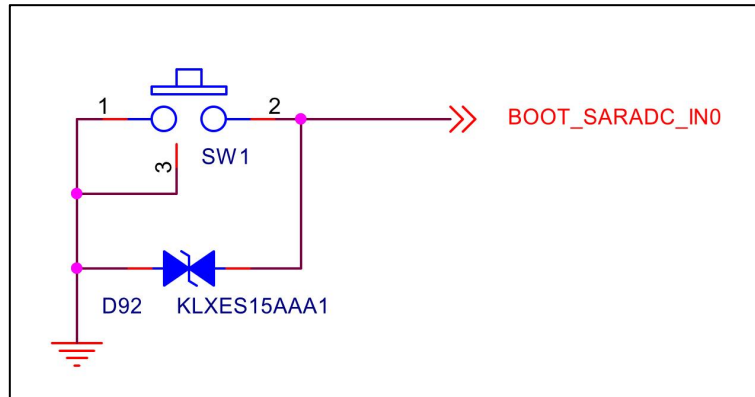 1
2
BOOT_SARADC_IN0
3
SW1
D92
KLXES15AAA1